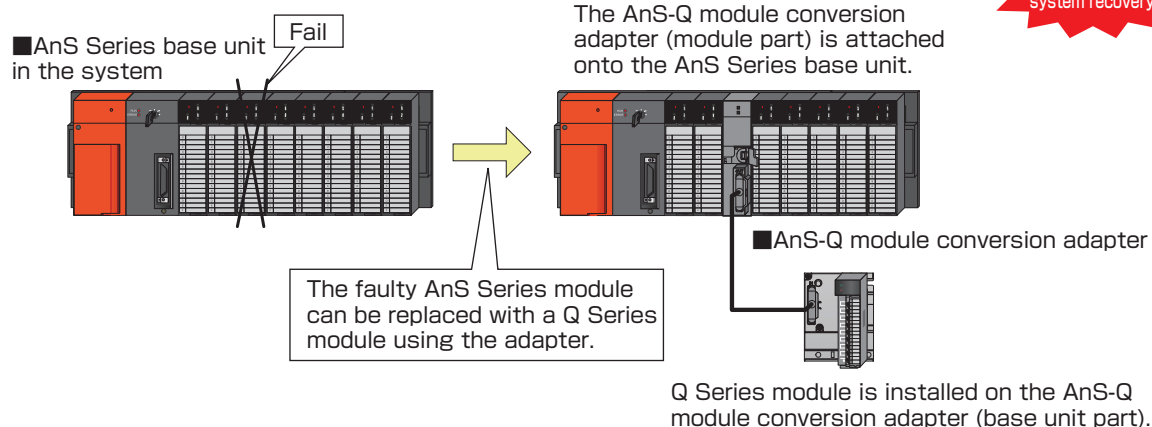 ■AnS Series base unit
in the system
Fail
The AnS-Q module conversion
adapter (module part) is attached
onto the AnS Series base unit.
system recovery
The faulty AnS Series module
can be replaced with a Q Series
module using the adapter.
■AnS-Q module conversion adapter
Q Series module is installed on the AnS-Q
module conversion adapter (base unit part).